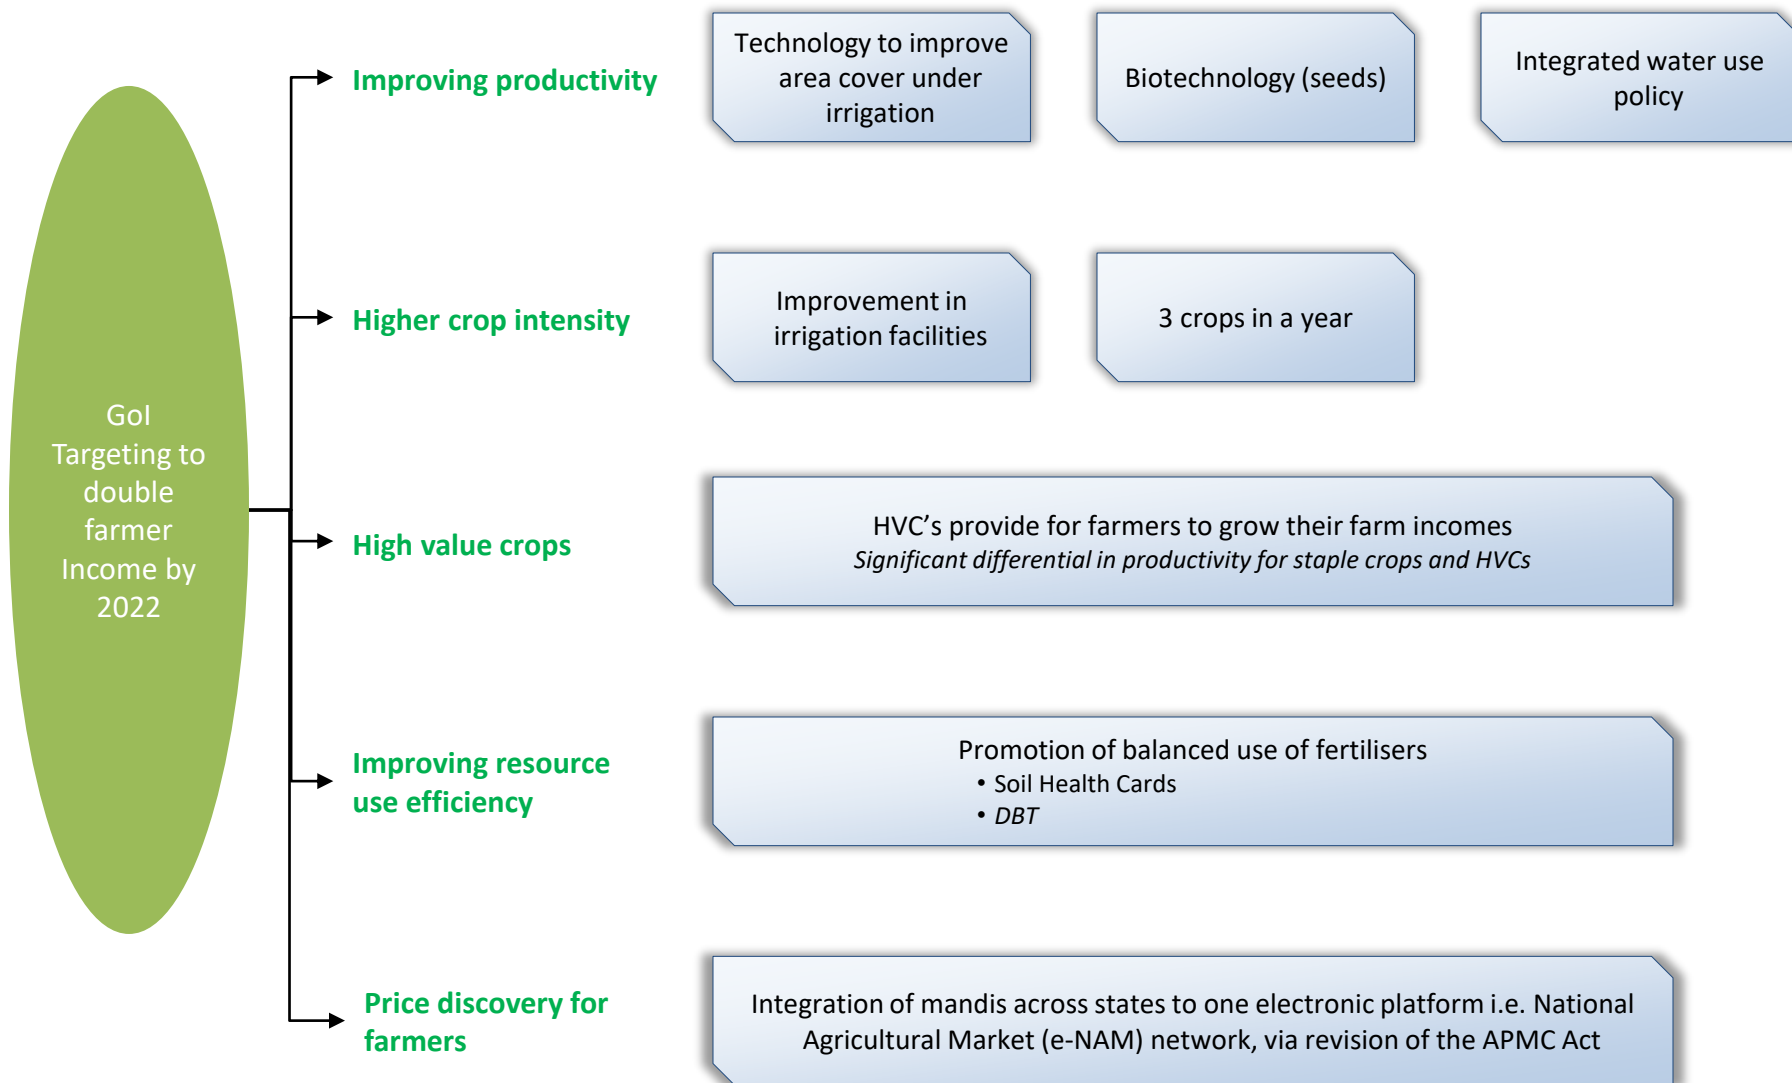 GoI
Targeting to
double
farmer
Income by
2022
Improving productivity
Technology to improve
area cover under
irrigation
Biotechnology (seeds)
Integrated water use
policy
Higher crop intensity
Improvement in
irrigation facilities
3 crops in a year
High value crops
HVC’s provide for farmers to grow their farm incomes
Significant differential in productivity for staple crops and HVCs
Improving resource
use efficiency
Promotion of balanced use of fertilisers
• Soil Health Cards
• DBT
Price discovery for
farmers
Integration of mandis across states to one electronic platform i.e. National
Agricultural Market (e-NAM) network, via revision of the APMC Act